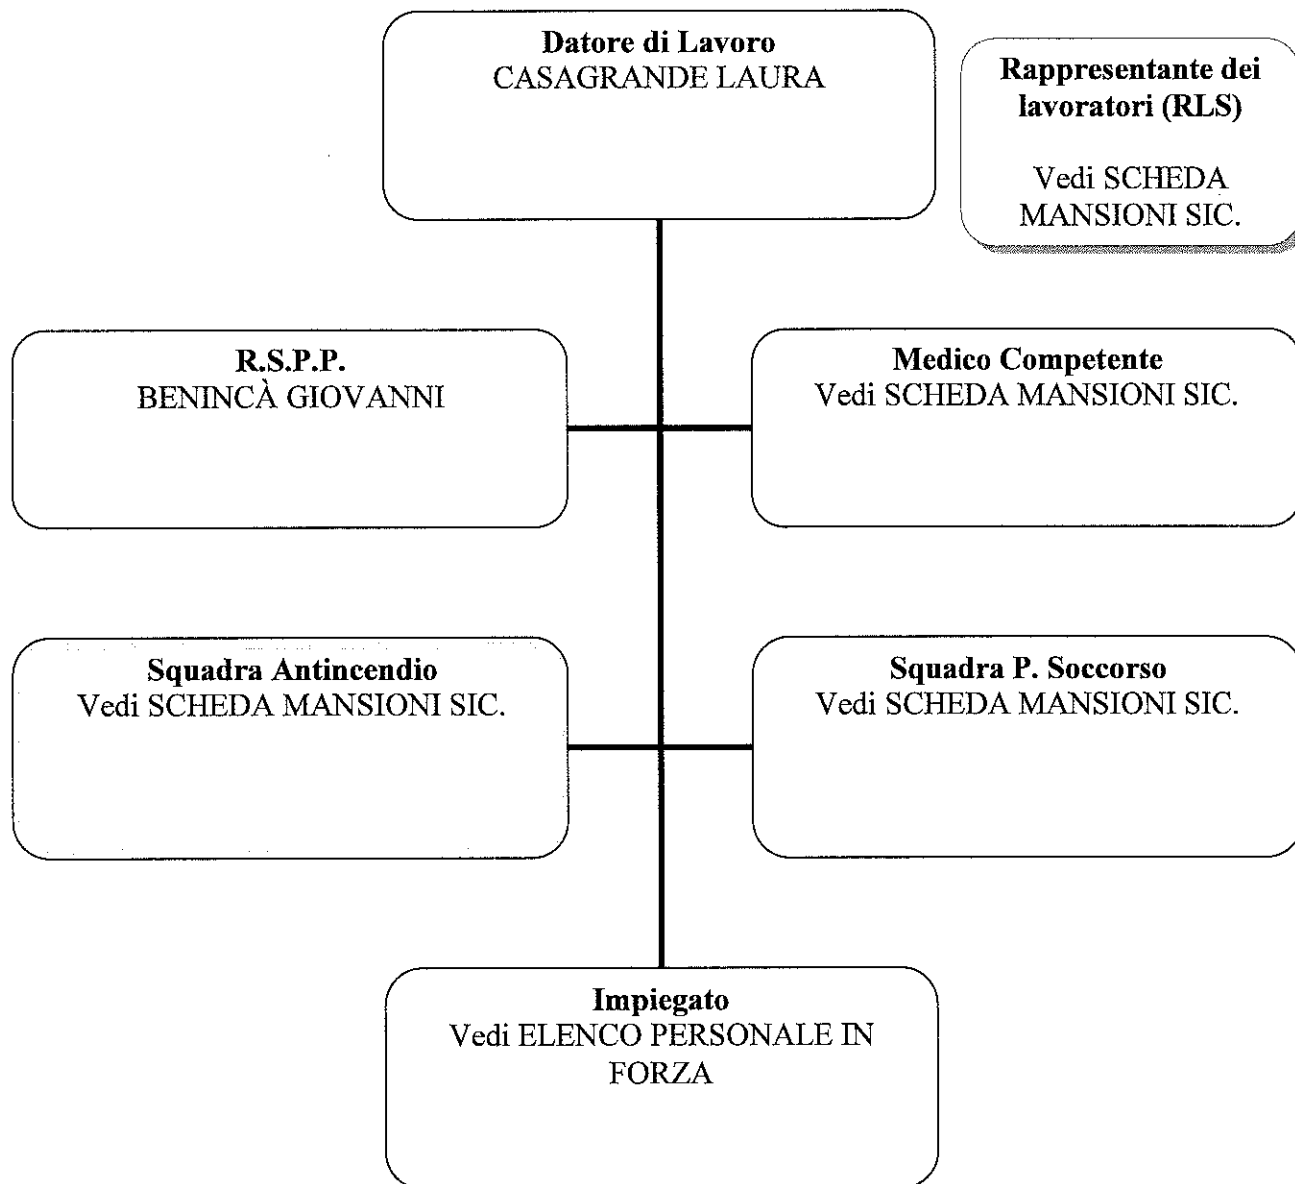 Datore di Lavoro
CASAGRANDE LAURA
Rappresentante dei
lavoratori (RLS)
Vedi SCHEDA
MANSIONI SIC.
R.S.P.P.
BENINCÀ GIOVANNI
Medico Competente
Vedi SCHEDA MANSIONI SIC.
Squadra Antincendio
Vedi SCHEDA MANSIONI SIC.
Squadra P. Soccorso
Vedi SCHEDA MANSIONI SIC.
Impiegato
Vedi ELENCO PERSONALE IN
FORZA